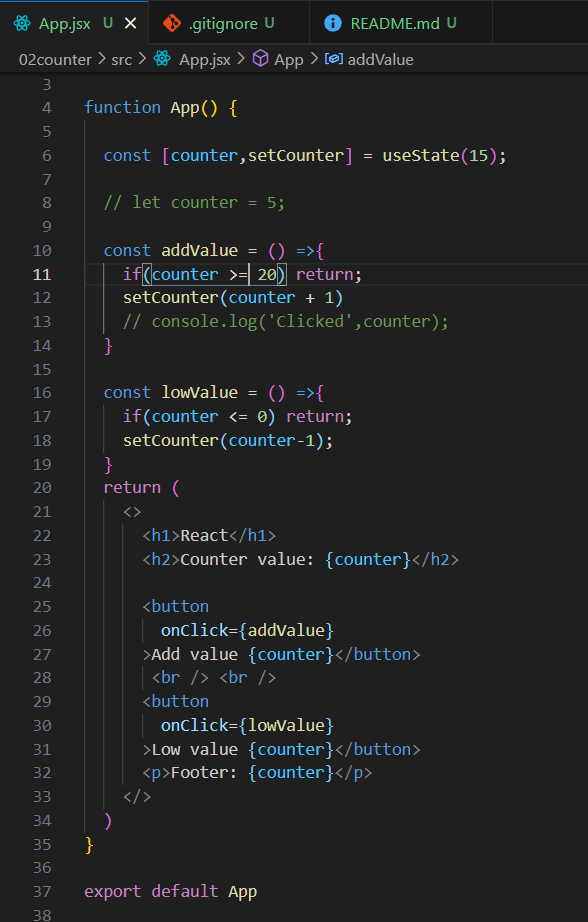 App.jsx U × .gitignore U README.md U
02counter > src > App.jsx > App > addValue
3
4 function App() {
5
6 const [counter,setCounter] = useState(15);
7
8 // let counter = 5;
9
10 const addValue = () =>{
11 if(counter >= 20) return;
12 setCounter(counter + 1)
13 // console.log('Clicked',counter);
14 }
15
16 const lowValue = () =>{
17 if(counter <= 0) return;
18 setCounter(counter-1);
19 }
20 return (
21 <>
22 <h1>React</h1>
23 <h2>Counter value: {counter}</h2>
24
25 <button
26 onClick={addValue}
27 >Add value {counter}</button>
28 <br /> <br />
29 <button
30 onClick={lowValue}
31 >Low value {counter}</button>
32 <p>Footer: {counter}</p>
33 </>
34 )
35 }
36
37 export default App
38